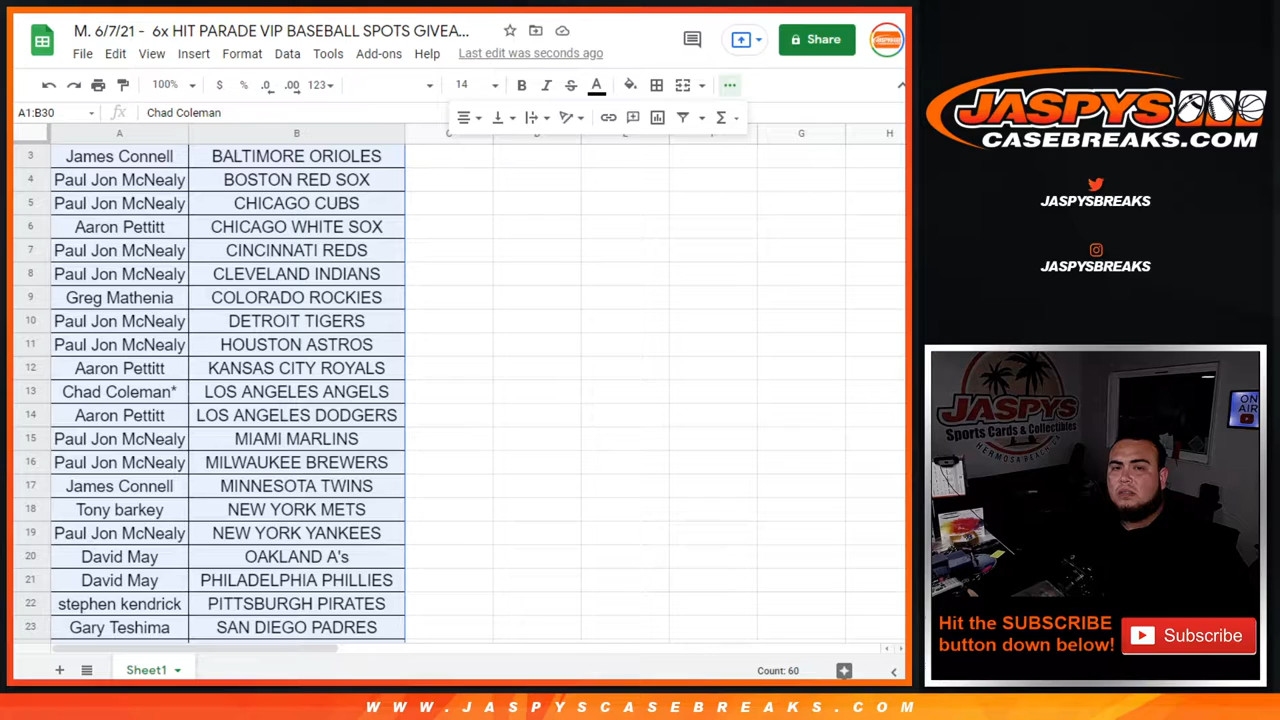 M. 6/7/21 - 6x HIT PARADE VIP BASEBALL SPOTS GIVEA...
File Edit View Insert Format Data Tools Add-ons Help Last edit was seconds ago
Share
100% $ % .0 .00 123 14 B I S A
A1:B30 fx Chad Coleman
A B C D E F G H
3 James Connell BALTIMORE ORIOLES
4 Paul Jon McNealy BOSTON RED SOX
5 Paul Jon McNealy CHICAGO CUBS
6 Aaron Pettitt CHICAGO WHITE SOX
7 Paul Jon McNealy CINCINNATI REDS
8 Paul Jon McNealy CLEVELAND INDIANS
9 Greg Mathenia COLORADO ROCKIES
10 Paul Jon McNealy DETROIT TIGERS
11 Paul Jon McNealy HOUSTON ASTROS
12 Aaron Pettitt KANSAS CITY ROYALS
13 Chad Coleman* LOS ANGELES ANGELS
14 Aaron Pettitt LOS ANGELES DODGERS
15 Paul Jon McNealy MIAMI MARLINS
16 Paul Jon McNealy MILWAUKEE BREWERS
17 James Connell MINNESOTA TWINS
18 Tony barkey NEW YORK METS
19 Paul Jon McNealy NEW YORK YANKEES
20 David May OAKLAND A's
21 David May PHILADELPHIA PHILLIES
22 stephen kendrick PITTSBURGH PIRATES
23 Gary Teshima SAN DIEGO PADRES
Sheet1
Count: 60
JASPYS
CASEBREAKS.COM
JASPYSBREAKS
JASPYSBREAKS
JASPYS
Sports Cards & Collectibles
HERMOSA BEACH, CA
ON
AIR
Hit the SUBSCRIBE
button down below!
Subscribe
WWW.JASPYSCASEBREAKS.COM